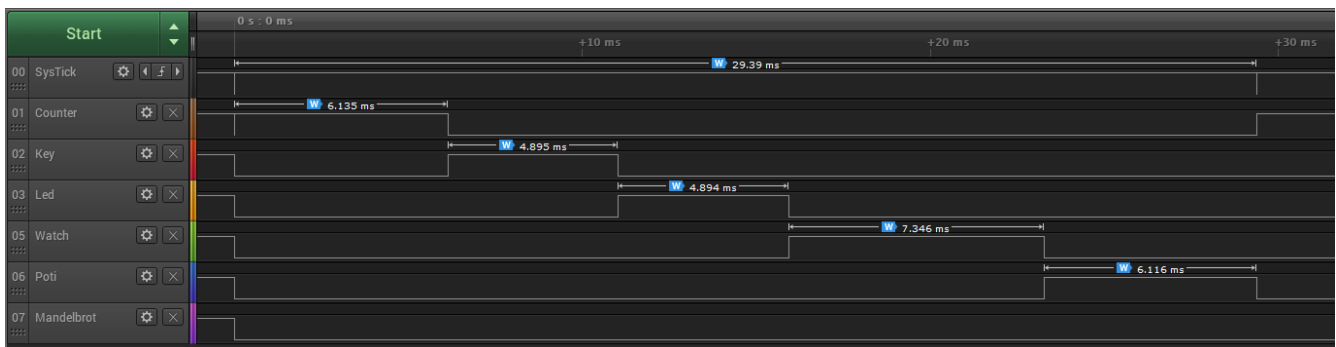 Start
0 s : 0 ms
+10 ms
+20 ms
+30 ms
00 SysTick
W 29.39 ms
01 Counter
W 6.135 ms
02 Key
W 4.895 ms
03 Led
W 4.894 ms
05 Watch
W 7.346 ms
06 Poti
W 6.116 ms
07 Mandelbrot